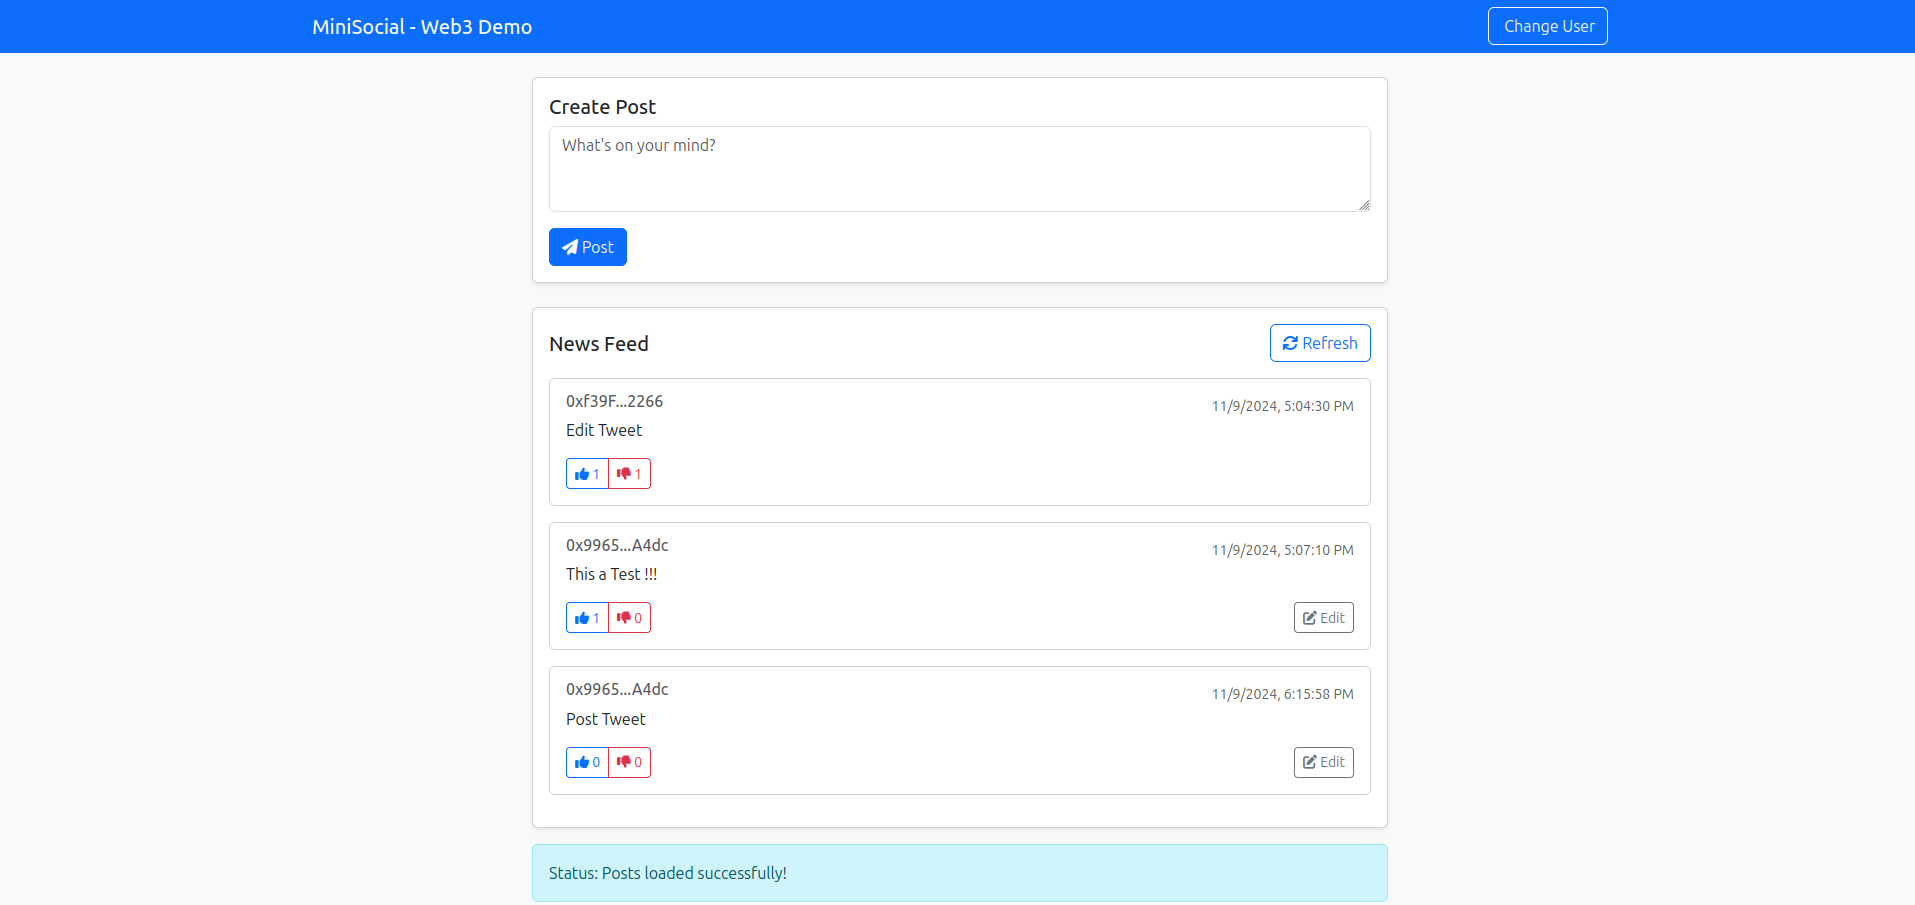 MiniSocial - Web3 Demo
Change User
Create Post
What's on your mind?
Post
News Feed
Refresh
0xf39F...2266
11/9/2024, 5:04:30 PM
Edit Tweet
1 1
0x9965...A4dc
11/9/2024, 5:07:10 PM
This a Test !!!
1 0
Edit
0x9965...A4dc
11/9/2024, 6:15:58 PM
Post Tweet
0 0
Edit
Status: Posts loaded successfully!